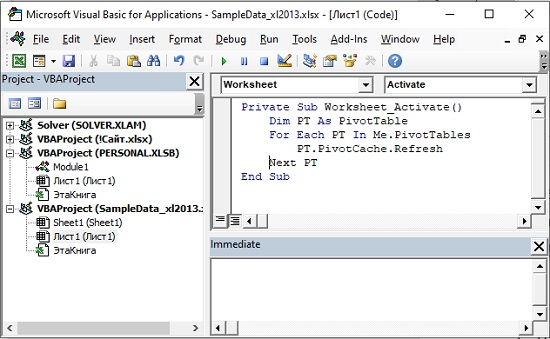 Microsoft Visual Basic for Applications - SampleData_xl2013.xlsx - [Лист1 (Code)]
File Edit View Insert Format Debug Run Tools Add-Ins Window Help
Project - VBAProject
Solver (SOLVER.XLAM)
VBAProject (!Сайт.xlsx)
VBAProject (PERSONAL.XLSB)
Module1
Лист1 (Лист1)
ЭтаКнига
VBAProject (SampleData_xl2013.
Sheet1 (Sheet1)
Лист1 (Лист1)
ЭтаКнига
Worksheet Activate
Private Sub Worksheet_Activate()
Dim PT As PivotTable
For Each PT In Me.PivotTables
PT.PivotCache.Refresh
Next PT
End Sub
Immediate